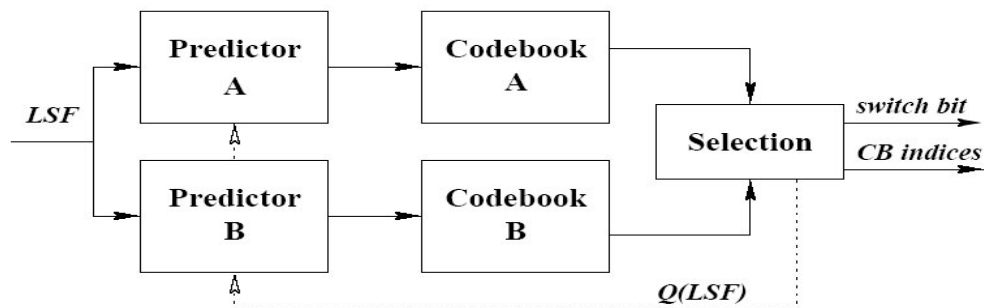 LSF
Predictor
A
Codebook
A
Predictor
B
Codebook
B
Selection
switch bit
CB indices
Q(LSF)